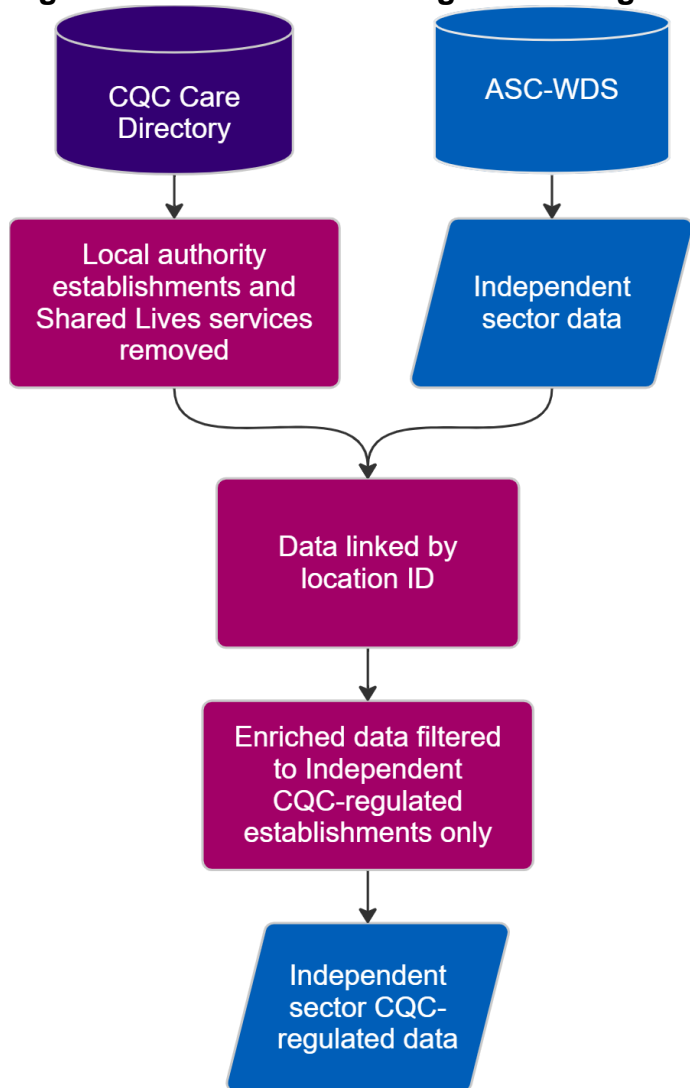 CQC Care
Directory
ASC-WDS
Local authority
establishments and
Shared Lives services
removed
Independent
sector data
Data linked by
location ID
Enriched data filtered
to Independent
CQC-regulated
establishments only
Independent
sector CQC-
regulated data